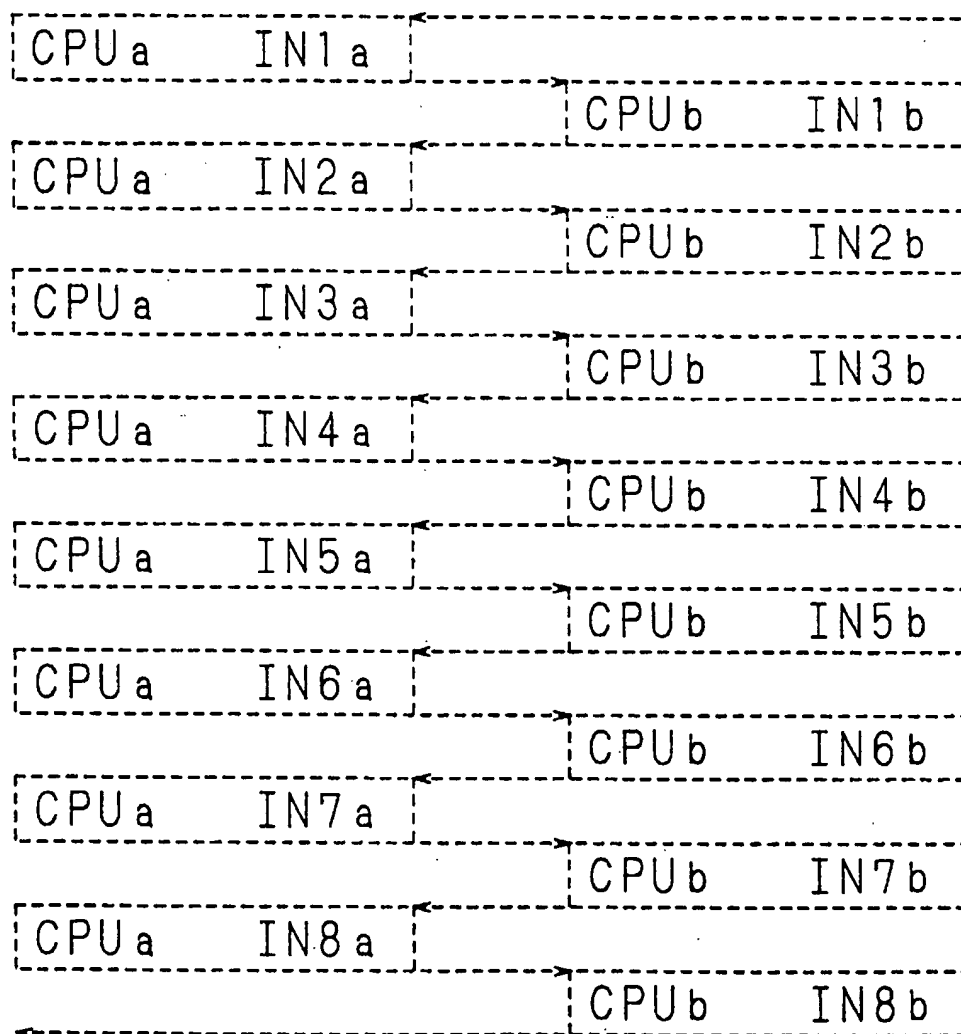 CPUa IN1a
CPUb IN1b
CPUa IN2a
CPUb IN2b
CPUa IN3a
CPUb IN3b
CPUa IN4a
CPUb IN4b
CPUa IN5a
CPUb IN5b
CPUa IN6a
CPUb IN6b
CPUa IN7a
CPUb IN7b
CPUa IN8a
CPUb IN8b